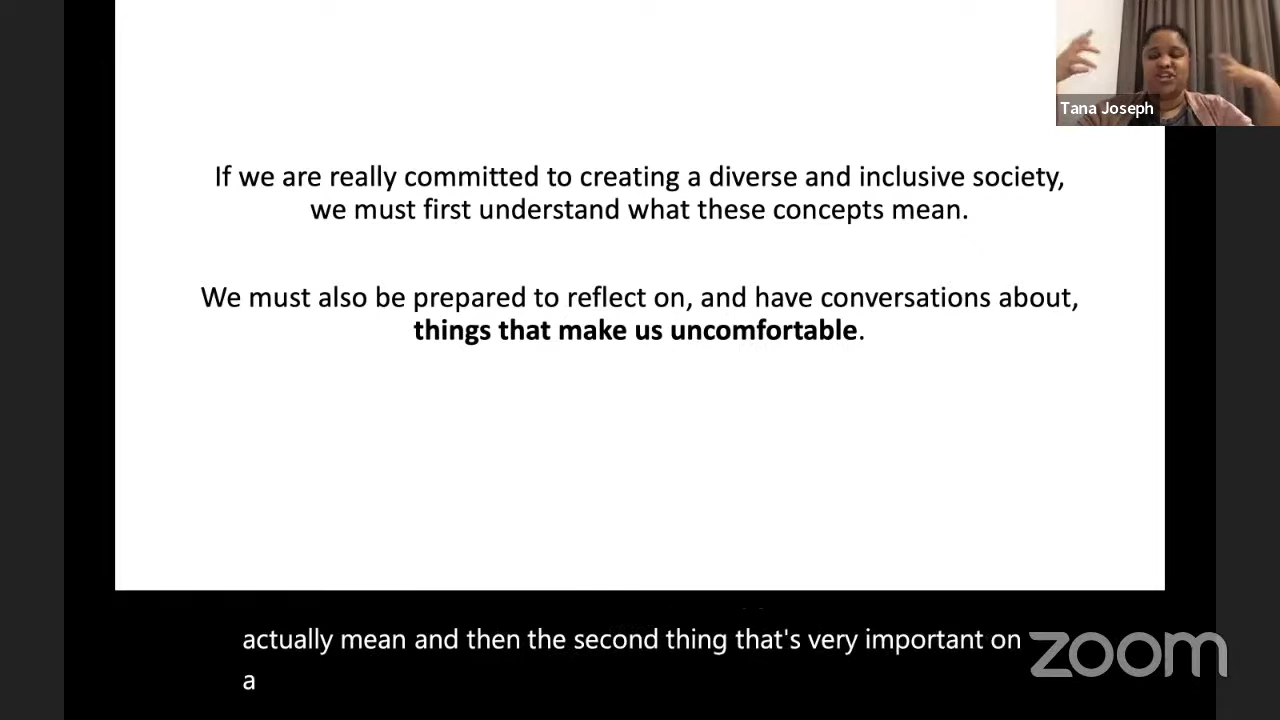 Tana Joseph
If we are really committed to creating a diverse and inclusive society,
we must first understand what these concepts mean.
We must also be prepared to reflect on, and have conversations about,
things that make us uncomfortable.
actually mean and then the second thing that's very important on
a
zoom